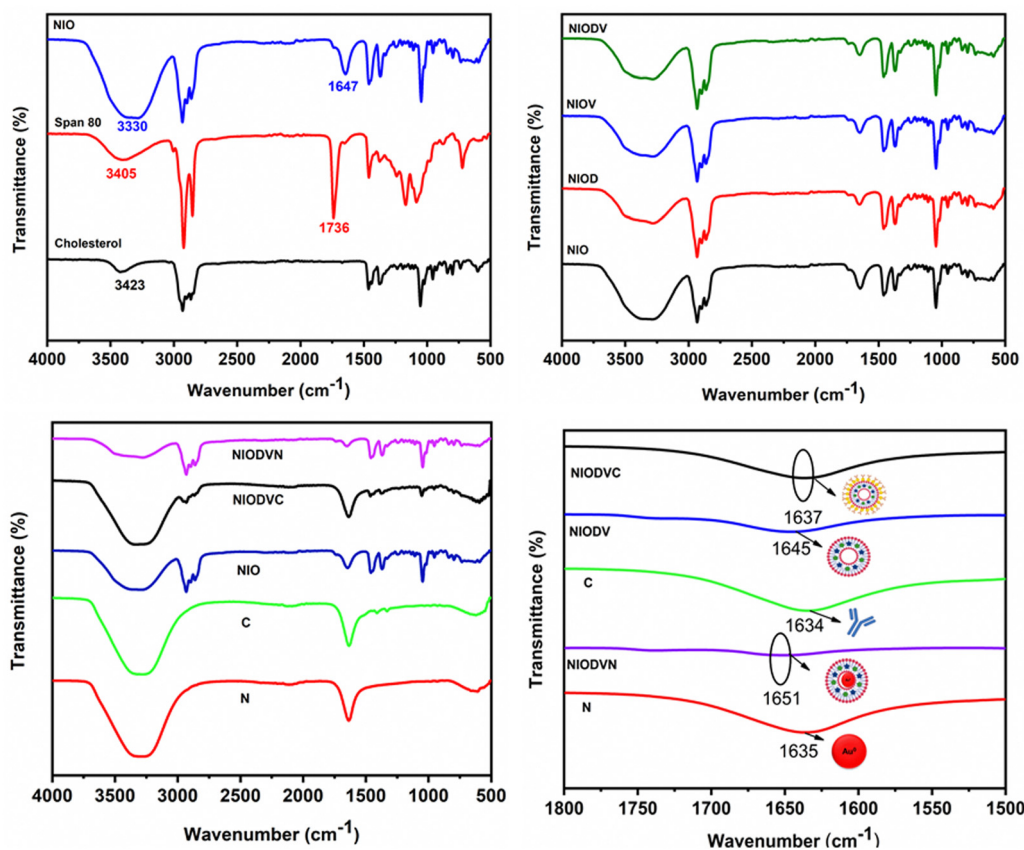 NIO
1647
3330
Span 80
3405
1736
Cholesterol
3423
Transmittance (%)
4000 3500 3000 2500 2000 1500 1000 500
Wavenumber (cm-1)
NIODV
NIOV
NIOD
NIO
Transmittance (%)
4000 3500 3000 2500 2000 1500 1000 500
Wavenumber (cm-1)
NIODVN
NIODVC
NIO
C
N
Transmittance (%)
4000 3500 3000 2500 2000 1500 1000 500
Wavenumber (cm-1)
NIODVC
1637
NIODV
1645
C
1634
NIODVN
1651
N
1635
Au0
Transmittance (%)
1800 1750 1700 1650 1600 1550 1500
Wavenumber (cm-1)